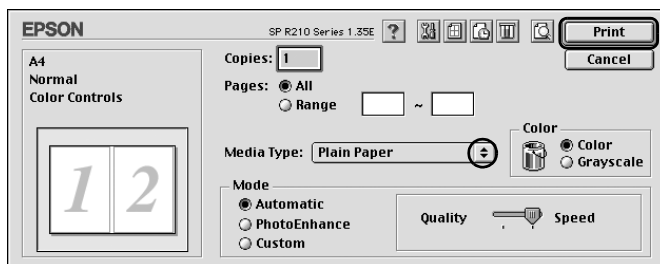 EPSON
SP R210 Series 1.35E
?
Print
Cancel
A4
Normal
Color Controls
1 2
Copies: 1
Pages: All
Range ~
Media Type: Plain Paper
Color
Color
Grayscale
Mode
Automatic
PhotoEnhance
Custom
Quality Speed